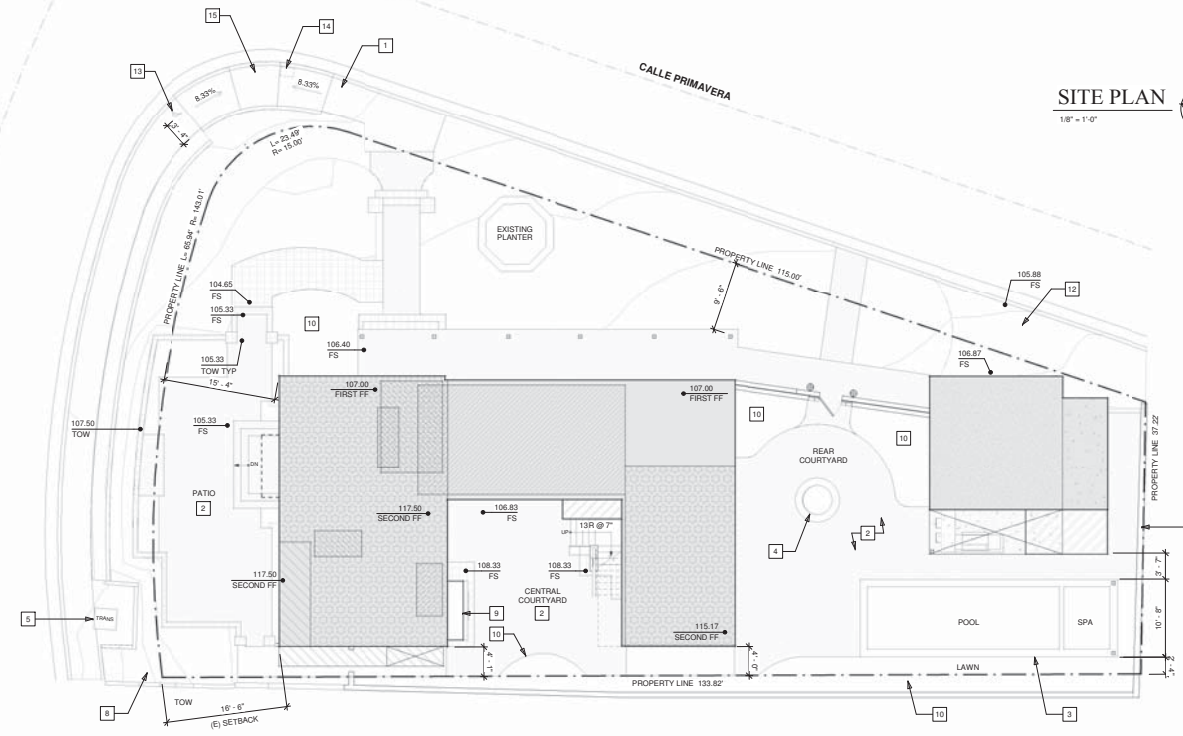 15
14
1
13
8.33%
8.33%
3' - 4"
L= 23.49'
R= 15.00'
CALLE PRIMAVERA
SITE PLAN
1/8" = 1'-0"
PROPERTY LINE L= 65.94' R= 143.01'
EXISTING
PLANTER
PROPERTY LINE 115.00'
9' - 6"
105.88
FS
12
104.65
FS
105.33
FS
10
105.33
TOW TYP
106.40
FS
106.87
FS
15' - 4"
107.00
FIRST FF
107.00
FIRST FF
10
10
107.50
TOW
105.33
FS
DN
PATIO
2
REAR
COURTYARD
PROPERTY LINE 37.22'
117.50
SECOND FF
106.83
FS
13R @ 7"
UP
4
2
117.50
SECOND FF
108.33
FS
108.33
FS
CENTRAL
COURTYARD
2
9
10
3' - 7"
10' - 8"
2' - 4"
5
TRANS
POOL
SPA
115.17
SECOND FF
4' - 1"
4' - 0"
LAWN
PROPERTY LINE 133.82'
8
TOW
16' - 6"
(E) SETBACK
10
3